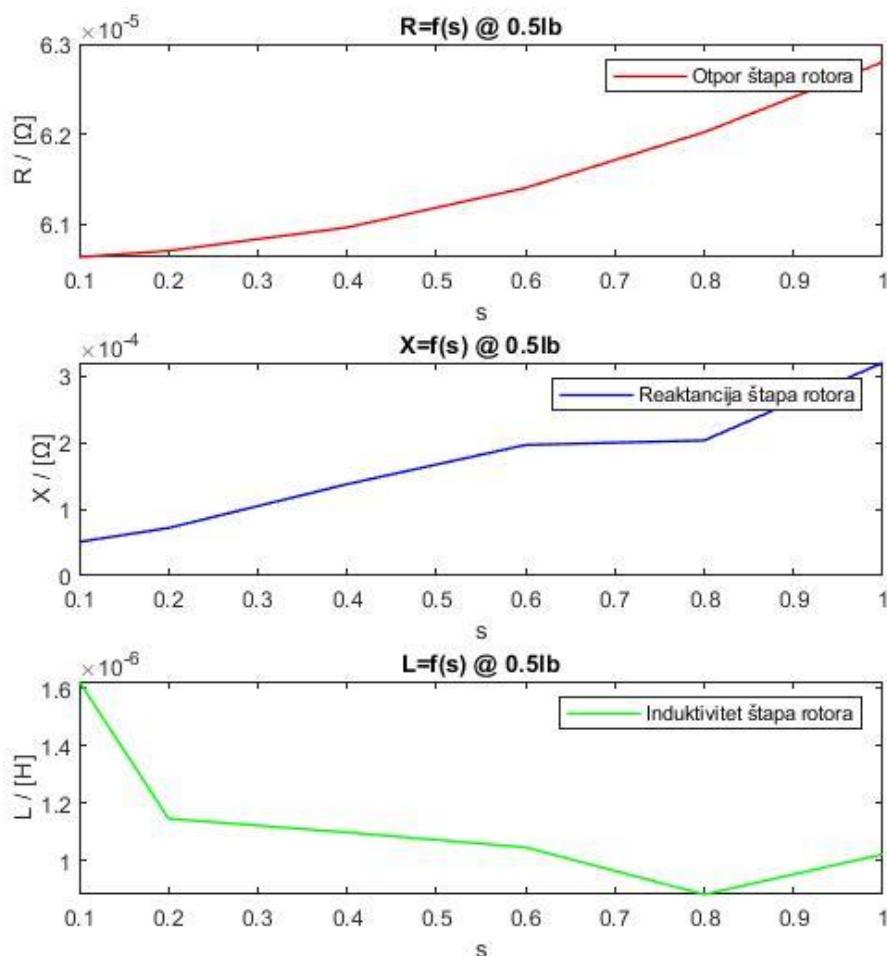 R=f(s) @ 0.5Ib
×10-5
6.3
6.2
6.1
R / [Ω]
Otpor štapa rotora
0.1 0.2 0.3 0.4 0.5 0.6 0.7 0.8 0.9 1
s
X=f(s) @ 0.5Ib
×10-4
3
2
1
0
X / [Ω]
Reaktancija štapa rotora
0.1 0.2 0.3 0.4 0.5 0.6 0.7 0.8 0.9 1
s
L=f(s) @ 0.5Ib
×10-6
1.6
1.4
1.2
1
L / [H]
Induktivitet štapa rotora
0.1 0.2 0.3 0.4 0.5 0.6 0.7 0.8 0.9 1
s